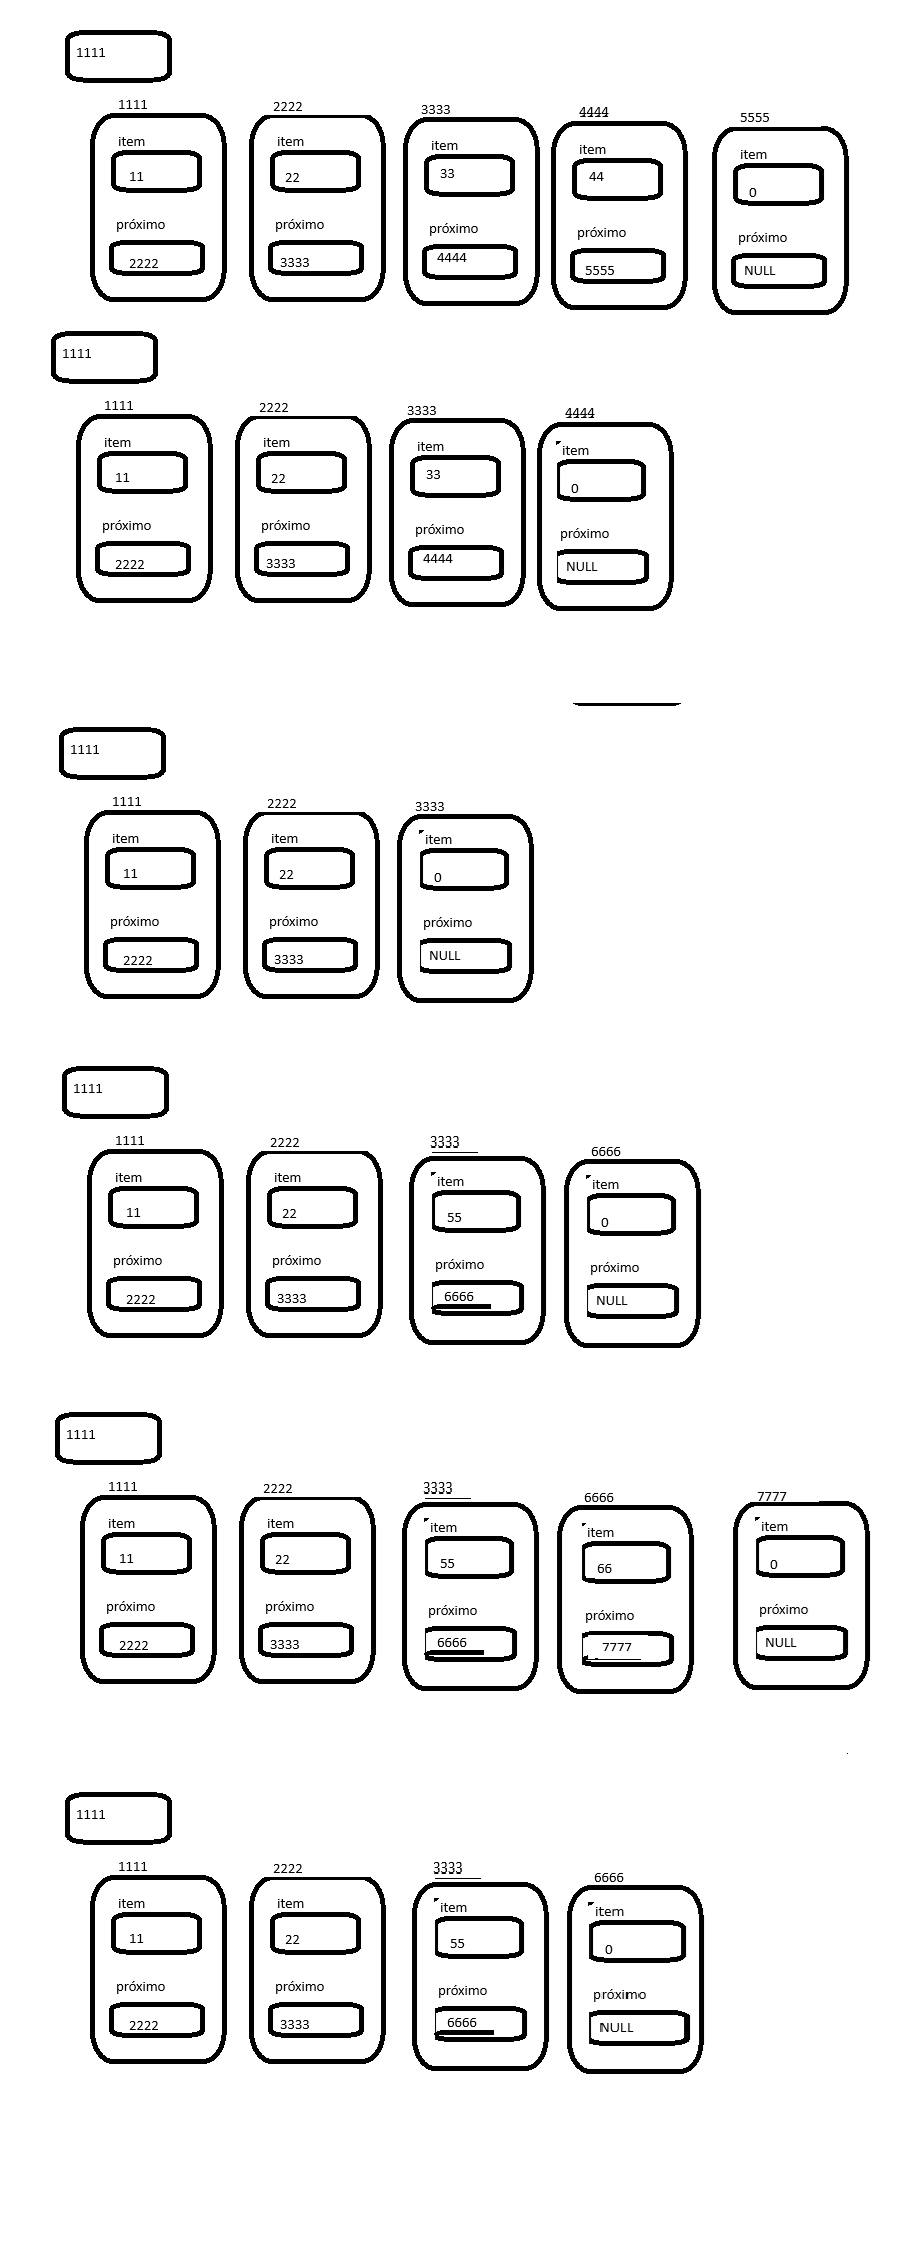 1111
1111 2222 3333 4444 5555
item item item item item
11 22 33 44 0
próximo próximo próximo próximo próximo
2222 3333 4444 5555 NULL
1111
1111 2222 3333 4444
item item item item
11 22 33 0
próximo próximo próximo próximo
2222 3333 4444 NULL
1111
1111 2222 3333
item item item
11 22 0
próximo próximo próximo
2222 3333 NULL
1111
1111 2222 3333 6666
item item item item
11 22 55 0
próximo próximo próximo próximo
2222 3333 6666 NULL
1111
1111 2222 3333 6666 7777
item item item item item
11 22 55 66 0
próximo próximo próximo próximo próximo
2222 3333 6666 7777 NULL
1111
1111 2222 3333 6666
item item item item
11 22 55 0
próximo próximo próximo próximo
2222 3333 6666 NULL